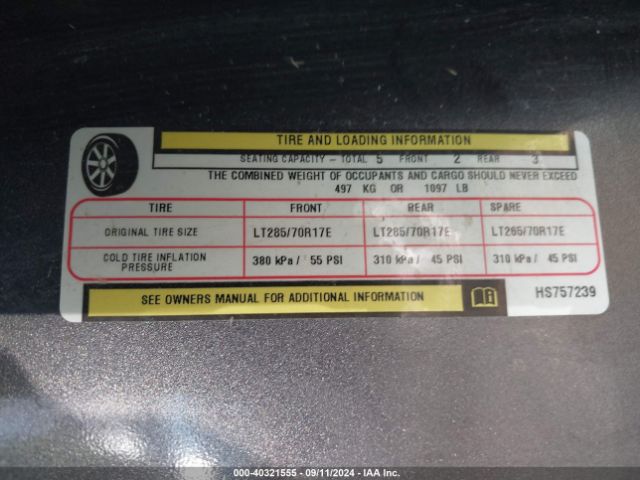 TIRE AND LOADING INFORMATION
SEATING CAPACITY - TOTAL 5 FRONT 2 REAR 3
THE COMBINED WEIGHT OF OCCUPANTS AND CARGO SHOULD NEVER EXCEED
497 KG OR 1097 LB
TIRE FRONT REAR SPARE
ORIGINAL TIRE SIZE LT285/70R17E LT285/70R17E LT265/70R17E
COLD TIRE INFLATION PRESSURE 380 kPa / 55 PSI 310 kPa / 45 PSI 310 kPa / 45 PSI
SEE OWNERS MANUAL FOR ADDITIONAL INFORMATION
HS757239
000-40321555 - 09/11/2024 - IAA Inc.